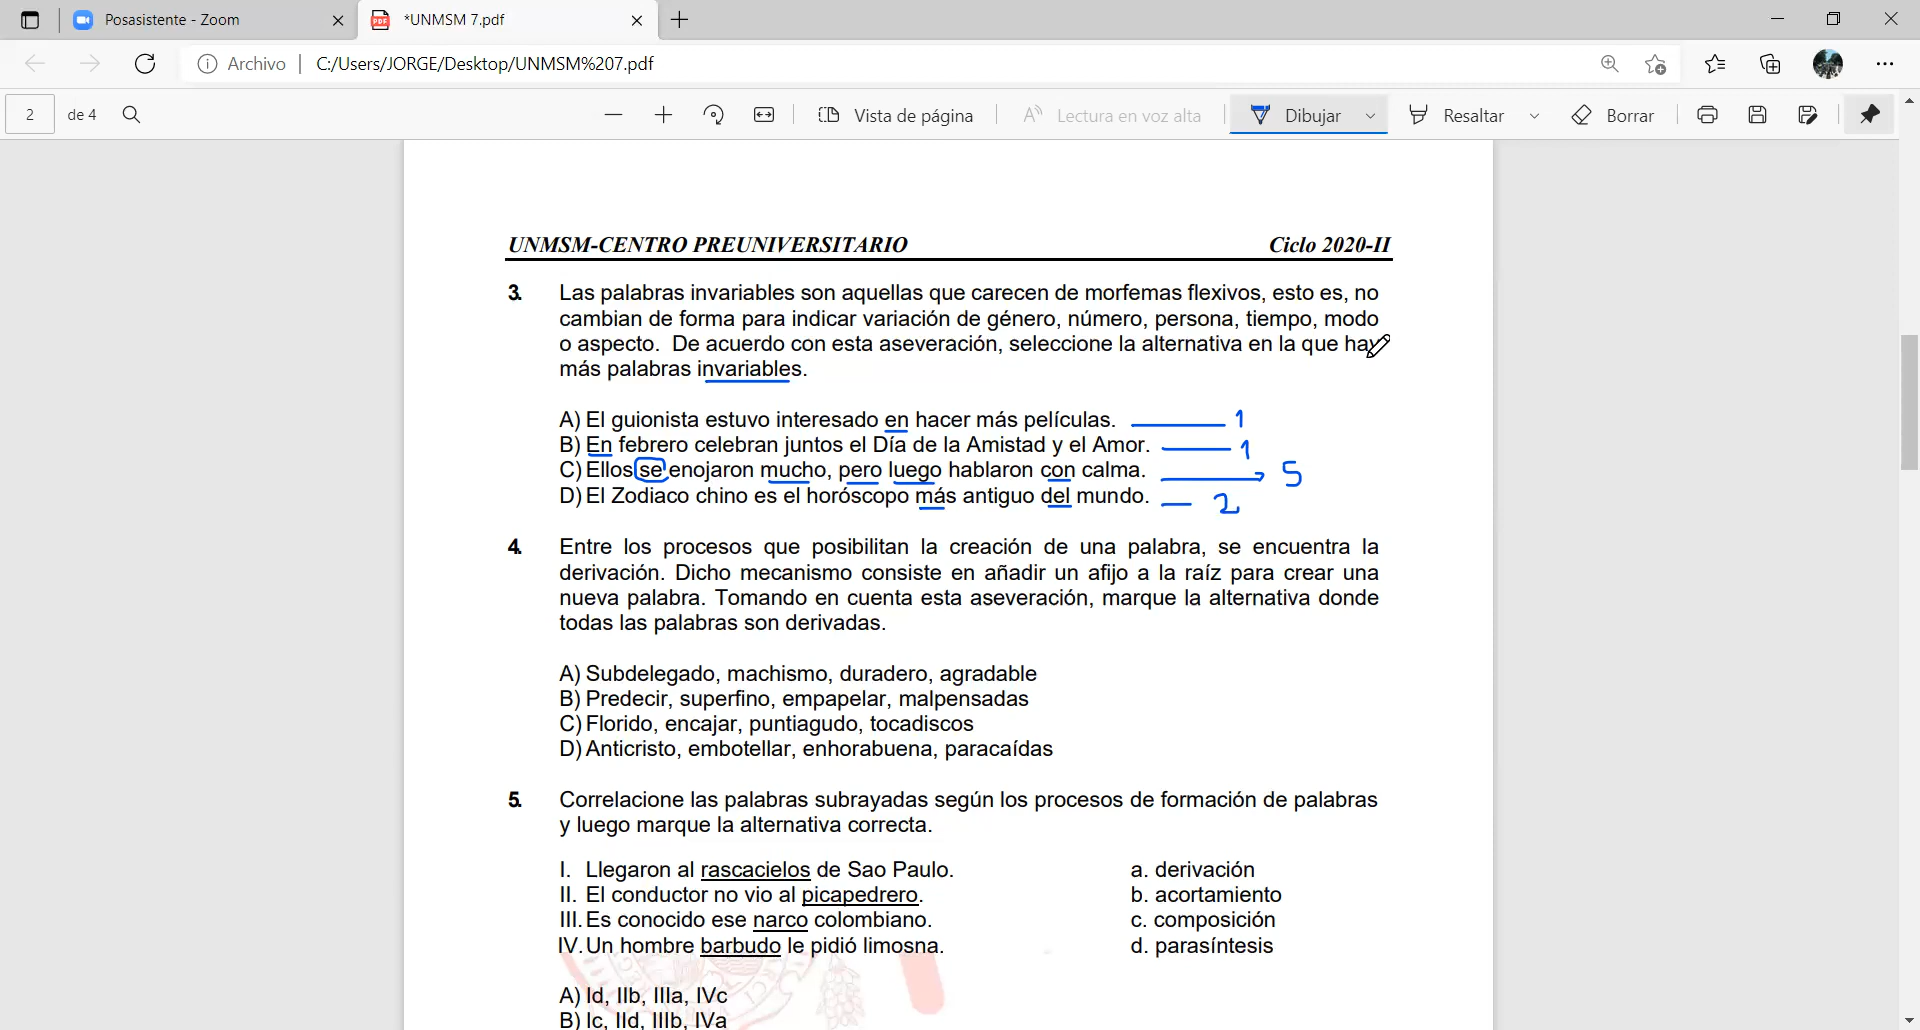 Posasistente - Zoom
*UNMSM 7.pdf
Archivo | C:/Users/JORGE/Desktop/UNMSM%207.pdf
2 de 4 Vista de página Lectura en voz alta Dibujar Resaltar Borrar
UNMSM-CENTRO PREUNIVERSITARIO Ciclo 2020-II
3. Las palabras invariables son aquellas que carecen de morfemas flexivos, esto es, no
cambian de forma para indicar variación de género, número, persona, tiempo, modo
o aspecto. De acuerdo con esta aseveración, seleccione la alternativa en la que hay
más palabras invariables.
A) El guionista estuvo interesado en hacer más películas. 1
B) En febrero celebran juntos el Día de la Amistad y el Amor. 1
C) Ellos se enojaron mucho, pero luego hablaron con calma. 5
D) El Zodiaco chino es el horóscopo más antiguo del mundo. 2
4. Entre los procesos que posibilitan la creación de una palabra, se encuentra la
derivación. Dicho mecanismo consiste en añadir un afijo a la raíz para crear una
nueva palabra. Tomando en cuenta esta aseveración, marque la alternativa donde
todas las palabras son derivadas.
A) Subdelegado, machismo, duradero, agradable
B) Predecir, superfino, empapelar, malpensadas
C) Florido, encajar, puntiagudo, tocadiscos
D) Anticristo, embotellar, enhorabuena, paracaídas
5. Correlacione las palabras subrayadas según los procesos de formación de palabras
y luego marque la alternativa correcta.
I. Llegaron al rascacielos de Sao Paulo. a. derivación
II. El conductor no vio al picapedrero. b. acortamiento
III. Es conocido ese narco colombiano. c. composición
IV. Un hombre barbudo le pidió limosna. d. parasíntesis
A) Id, IIb, IIIa, IVc
B) Ic, IId, IIIb, IVa